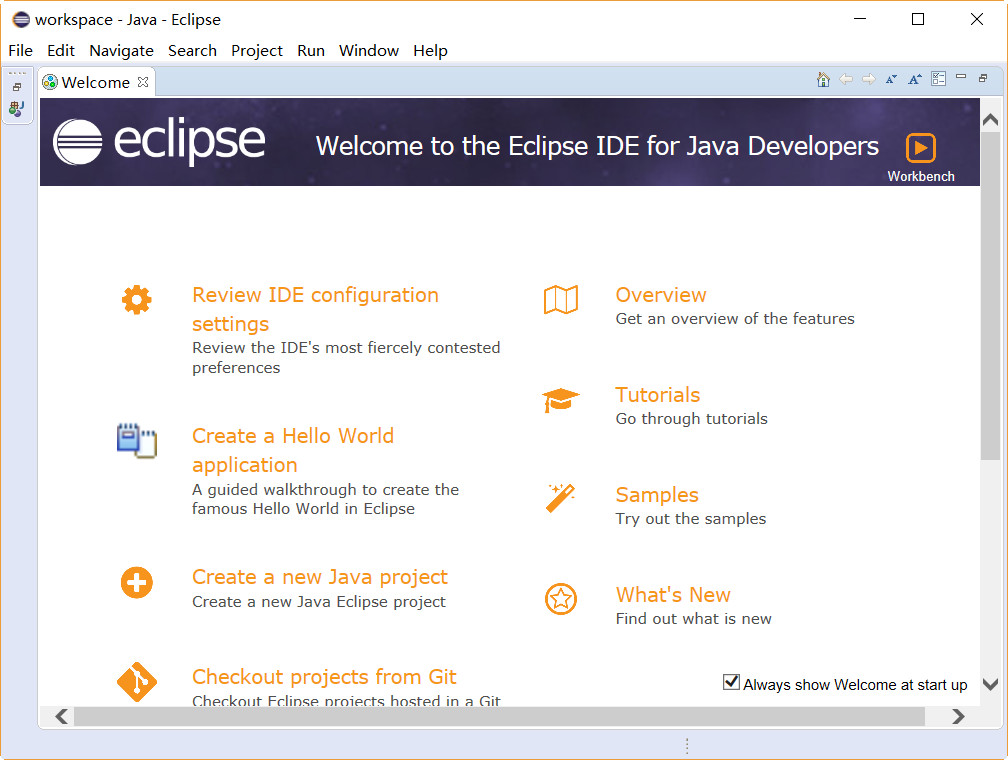 workspace - Java - Eclipse
File Edit Navigate Search Project Run Window Help
Welcome
eclipse
Welcome to the Eclipse IDE for Java Developers
Workbench
Review IDE configuration
settings
Review the IDE's most fiercely contested
preferences
Create a Hello World
application
A guided walkthrough to create the
famous Hello World in Eclipse
Create a new Java project
Create a new Java Eclipse project
Checkout projects from Git
Checkout Eclipse projects hosted in a Git
Overview
Get an overview of the features
Tutorials
Go through tutorials
Samples
Try out the samples
What's New
Find out what is new
Always show Welcome at start up